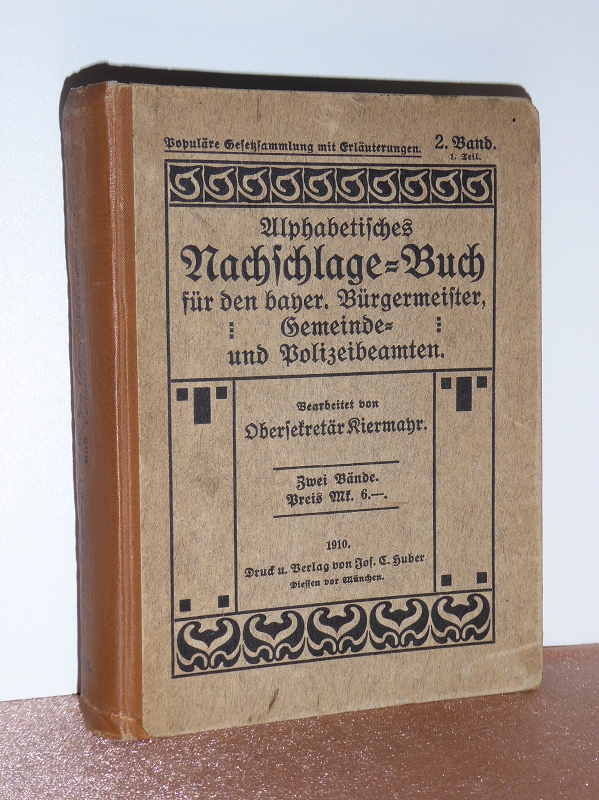 Populäre Gesetzsammlung mit Erläuterungen. 2. Band.
1. Teil.
Alphabetisches
Nachschlage=Buch
für den bayer. Bürgermeister,
Gemeinde=
und Polizeibeamten.
Bearbeitet von
Obersekretär Kiermayr.
Zwei Bände.
Preis Mk. 6.—.
1910.
Druck u. Verlag von Jos. C. Huber
Diessen vor München.